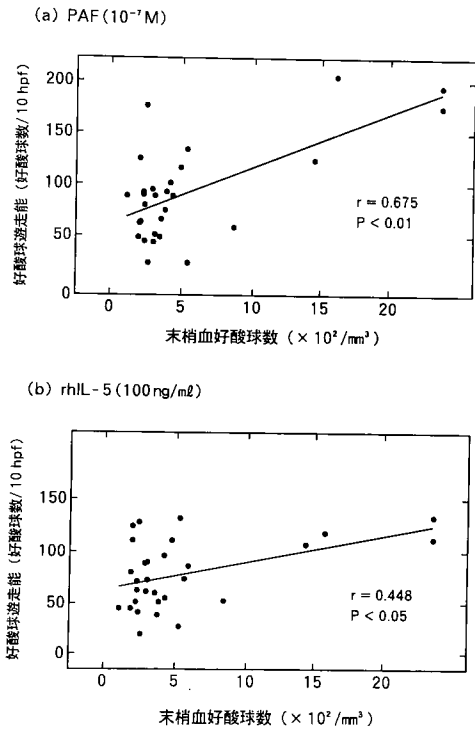 (a) PAF(10⁻⁷M)
好酸球遊走能（好酸球数/10 hpf）
200
150
100
50
0
r = 0.675
P < 0.01
0 5 10 15 20
末梢血好酸球数（× 10²/mm³）
(b) rhIL-5(100ng/mℓ)
好酸球遊走能（好酸球数/10 hpf）
150
100
50
0
r = 0.448
P < 0.05
0 5 10 15 20
末梢血好酸球数（× 10²/mm³）